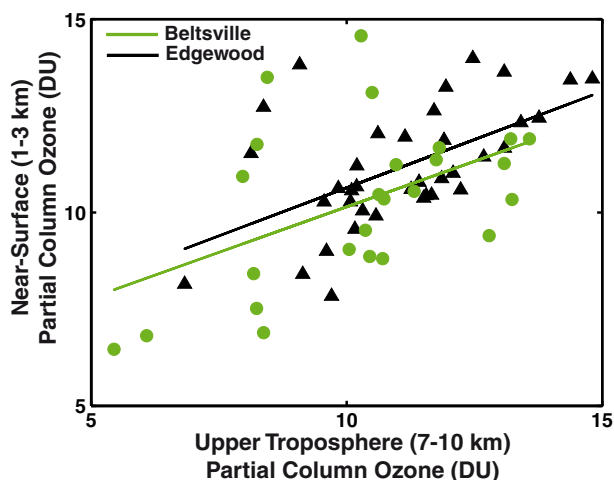 15
Beltsville
Edgewood
Near-Surface (1-3 km)
Partial Column Ozone (DU)
10
5
5
10
15
Upper Troposphere (7-10 km)
Partial Column Ozone (DU)